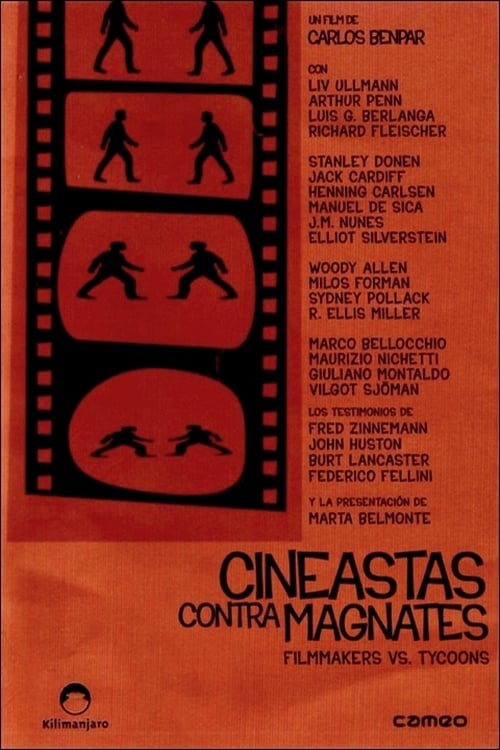 UN FILM DE
CARLOS BENPAR
CON
LIV ULLMANN
ARTHUR PENN
LUIS G. BERLANGA
RICHARD FLEISCHER
STANLEY DONEN
JACK CARDIFF
HENNING CARLSEN
MANUEL DE SICA
J.M. NUNES
ELLIOT SILVERSTEIN
WOODY ALLEN
MILOS FORMAN
SYDNEY POLLACK
R. ELLIS MILLER
MARCO BELLOCCHIO
MAURIZIO NICHETTI
GIULIANO MONTALDO
VILGOT SJÖMAN
LOS TESTIMONIOS DE
FRED ZINNEMANN
JOHN HUSTON
BURT LANCASTER
FEDERICO FELLINI
Y LA PRESENTACIÓN DE
MARTA BELMONTE
CINEASTAS
CONTRA MAGNATES
FILMMAKERS VS. TYCOONS
Kilimanjaro
cameo